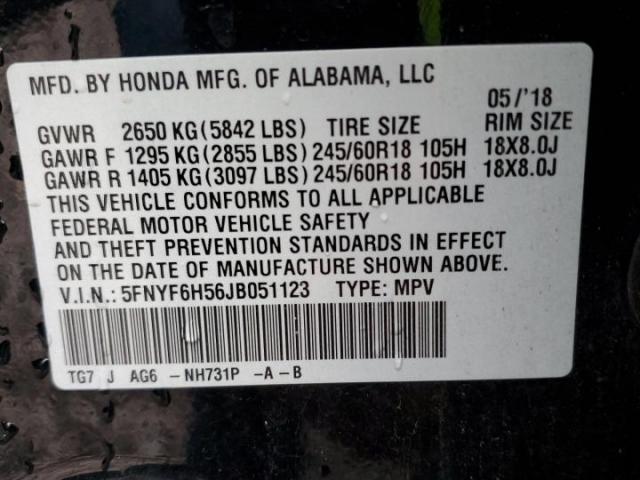 MFD. BY HONDA MFG. OF ALABAMA, LLC
05/'18
GVWR 2650 KG(5842 LBS) TIRE SIZE RIM SIZE
GAWR F 1295 KG(2855 LBS)245/60R18 105H 18X8.0J
GAWR R 1405 KG(3097 LBS)245/60R18 105H 18X8.0J
THIS VEHICLE CONFORMS TO ALL APPLICABLE
FEDERAL MOTOR VEHICLE SAFETY
AND THEFT PREVENTION STANDARDS IN EFFECT
ON THE DATE OF MANUFACTURE SHOWN ABOVE.
V.I.N.: 5FNYF6H56JB051123 TYPE: MPV
TG7 J AG6 -NH731P -A-B